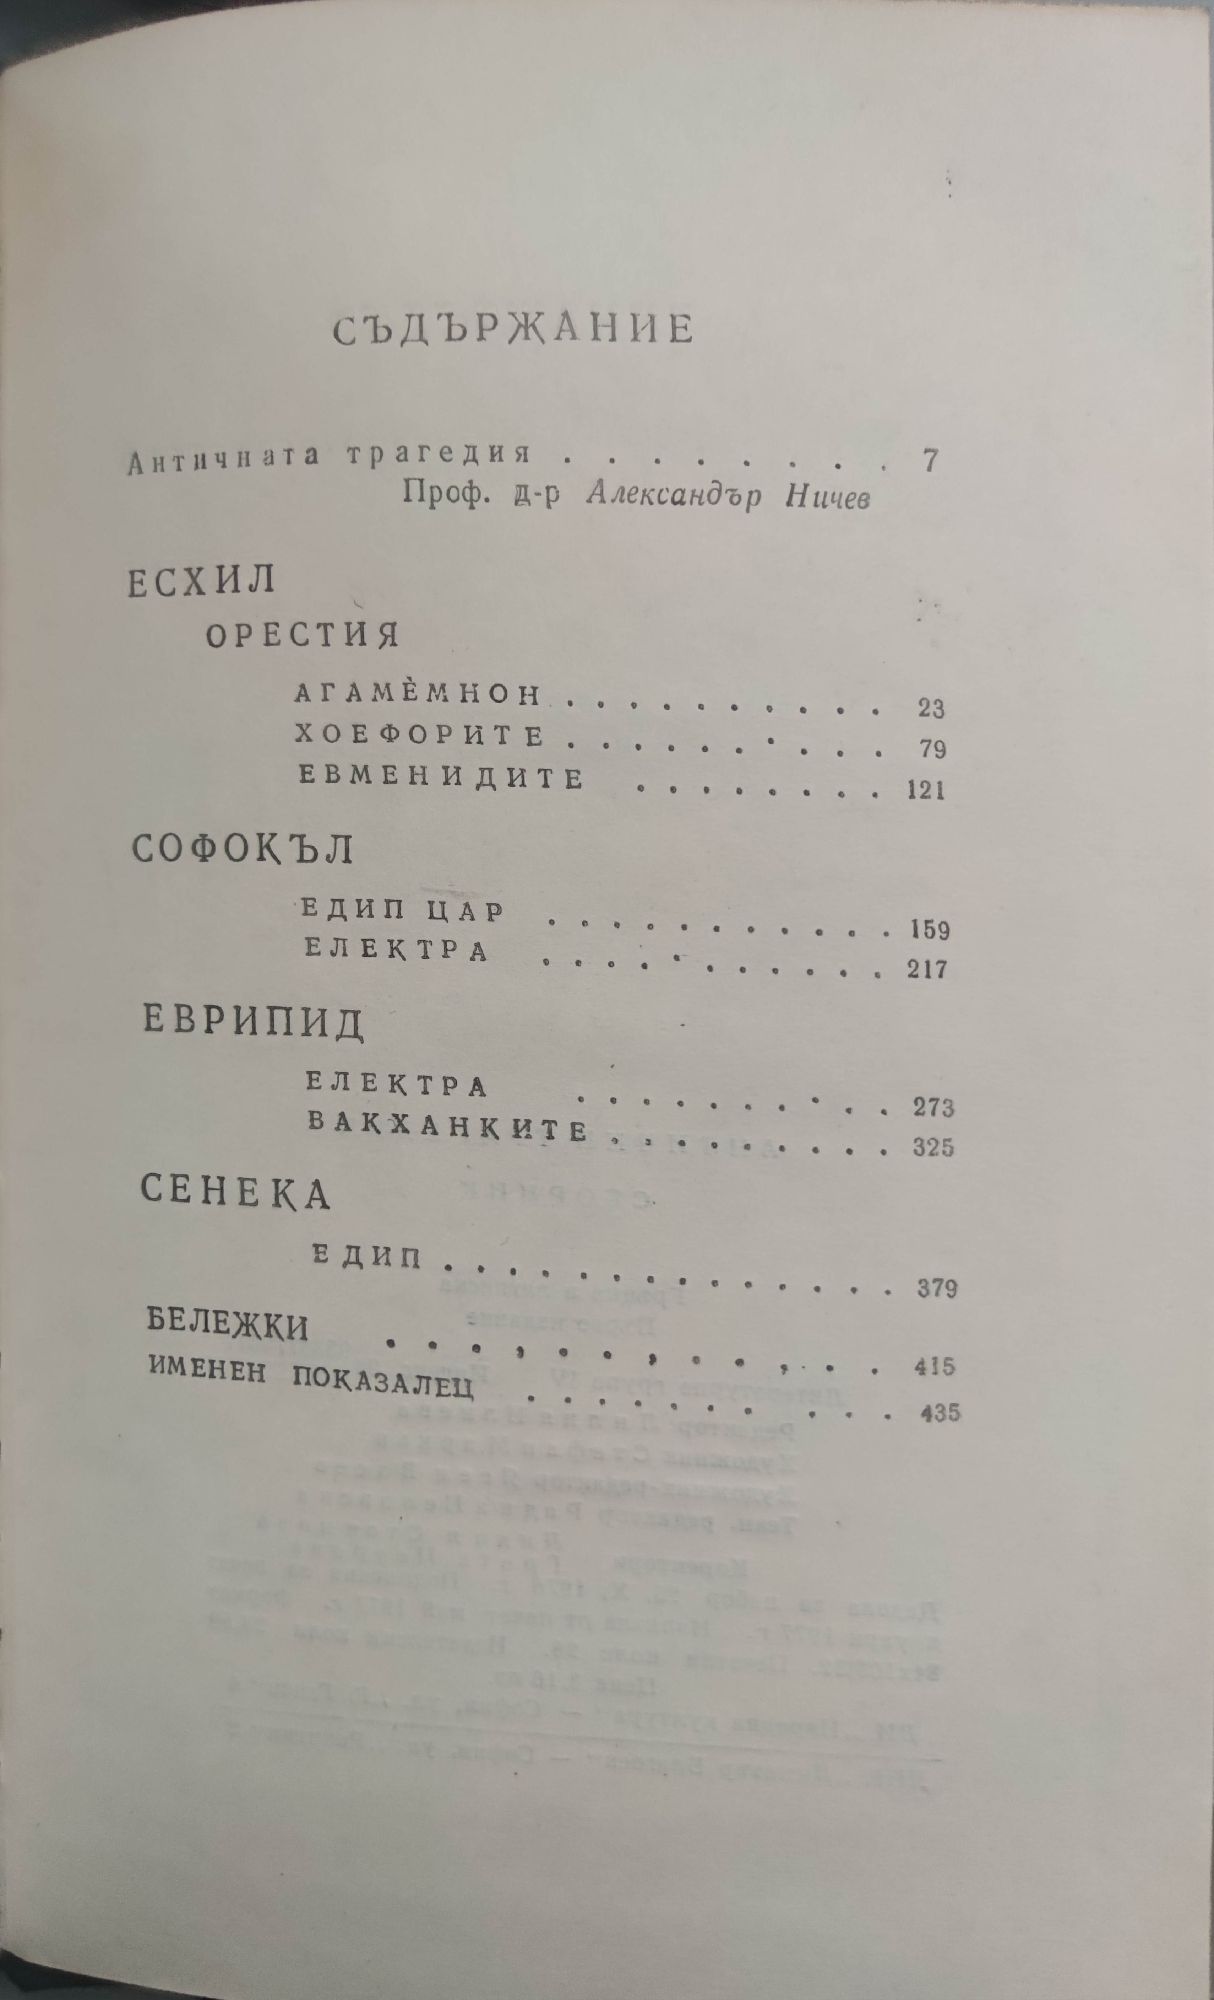 СЪДЪРЖАНИЕ
Античната трагедия . . . . . . . . 7
Проф. д-р Александър Ничев
ЕСХИЛ
ОРЕСТИЯ
АГАМЀМНОН . . . . . . . . . . 23
ХОЕФОРИТЕ . . . . . . . . . . 79
ЕВМЕНИДИТЕ . . . . . . . . 121
СОФОКЪЛ
ЕДИП ЦАР . . . . . . . . . . . 159
ЕЛЕКТРА . . . . . . . . . . . 217
ЕВРИПИД
ЕЛЕКТРА . . . . . . . . . . 273
ВАКХАНКИТЕ . . . . . . . . . 325
СЕНЕКА
ЕДИП . . . . . . . . . . . . . . 379
БЕЛЕЖКИ . . . . . . . . . . . . 415
ИМЕНЕН ПОКАЗАЛЕЦ . . . . . . . . . . 435